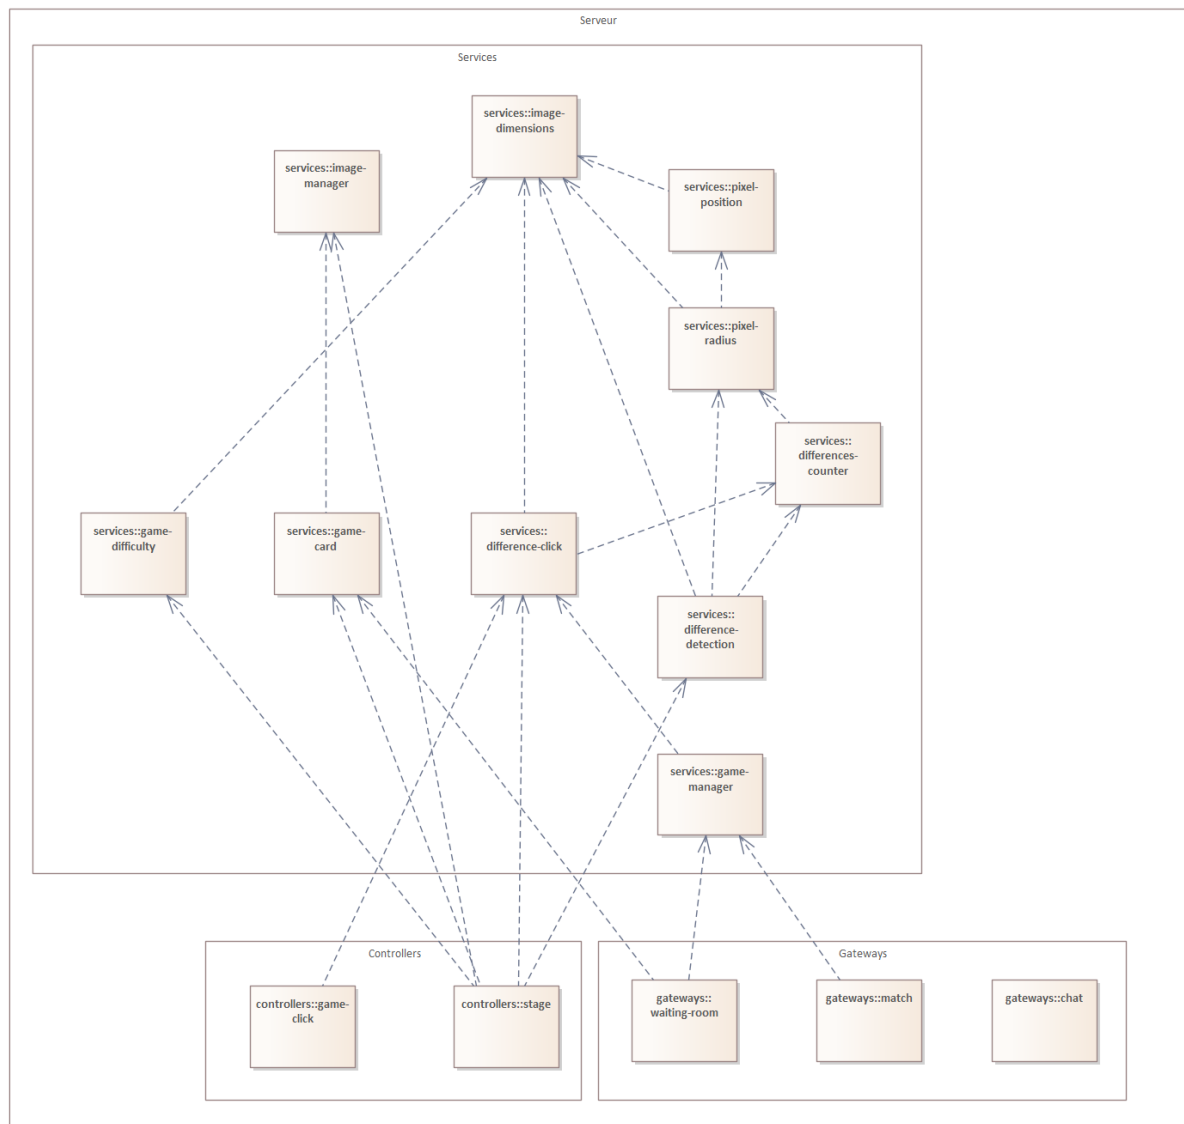 Serveur
Services
services::image-
dimensions
services::image-
manager
services::pixel-
position
services::pixel-
radius
services::
differences-
counter
services::game-
difficulty
services::game-
card
services::
difference-click
services::
difference-
detection
services::game-
manager
Controllers
controllers::game-
click
controllers::stage
Gateways
gateways::
waiting-room
gateways::match
gateways::chat